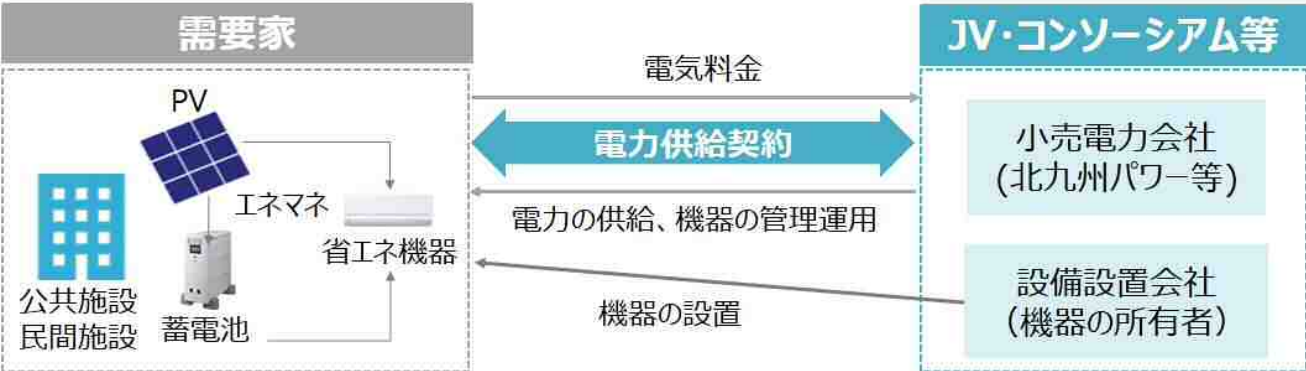 需要家
PV
エネマネ
省エネ機器
公共施設
民間施設
蓄電池
電気料金
電力供給契約
電力の供給、機器の管理運用
機器の設置
JV・コンソーシアム等
小売電力会社
(北九州パワー等)
設備設置会社
（機器の所有者）